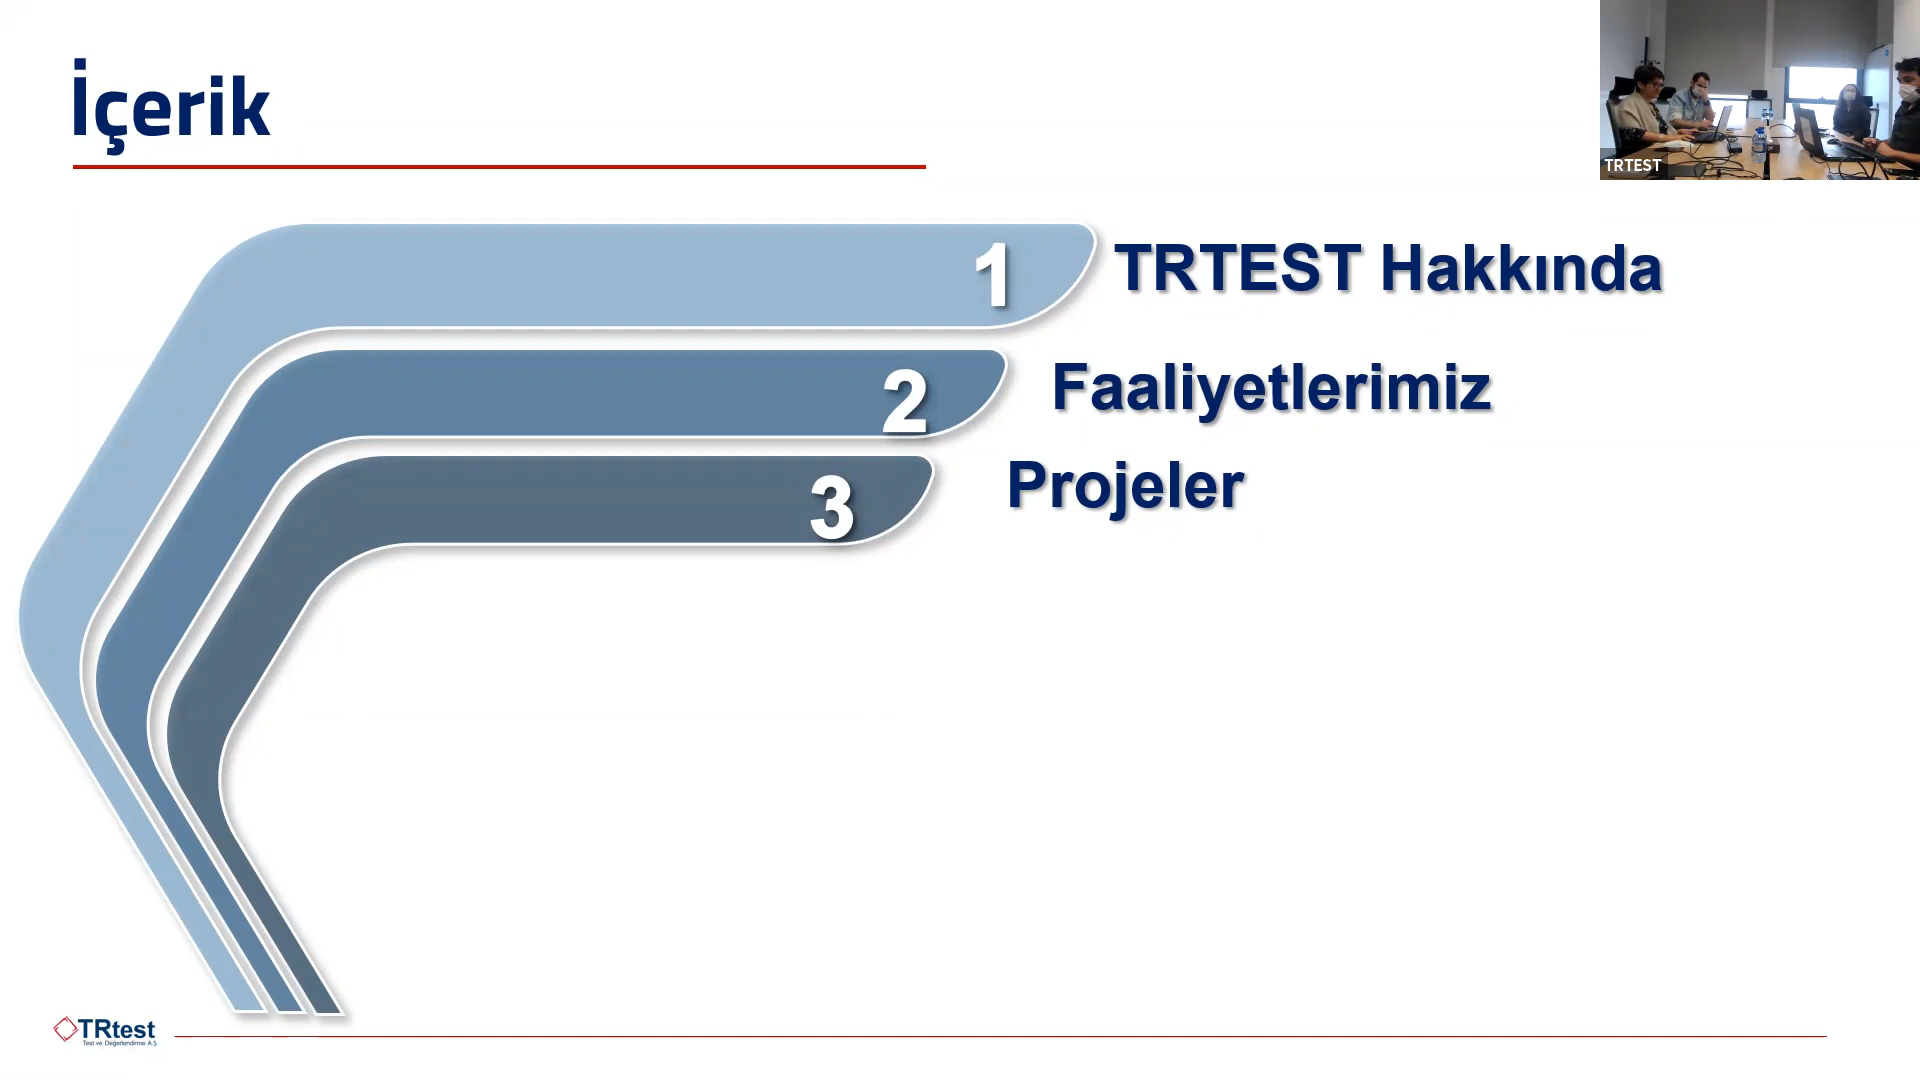 İçerik
TRTEST
1 TRTEST Hakkında
2 Faaliyetlerimiz
3 Projeler
TRtest
Test ve Değerlendirme A.Ş.